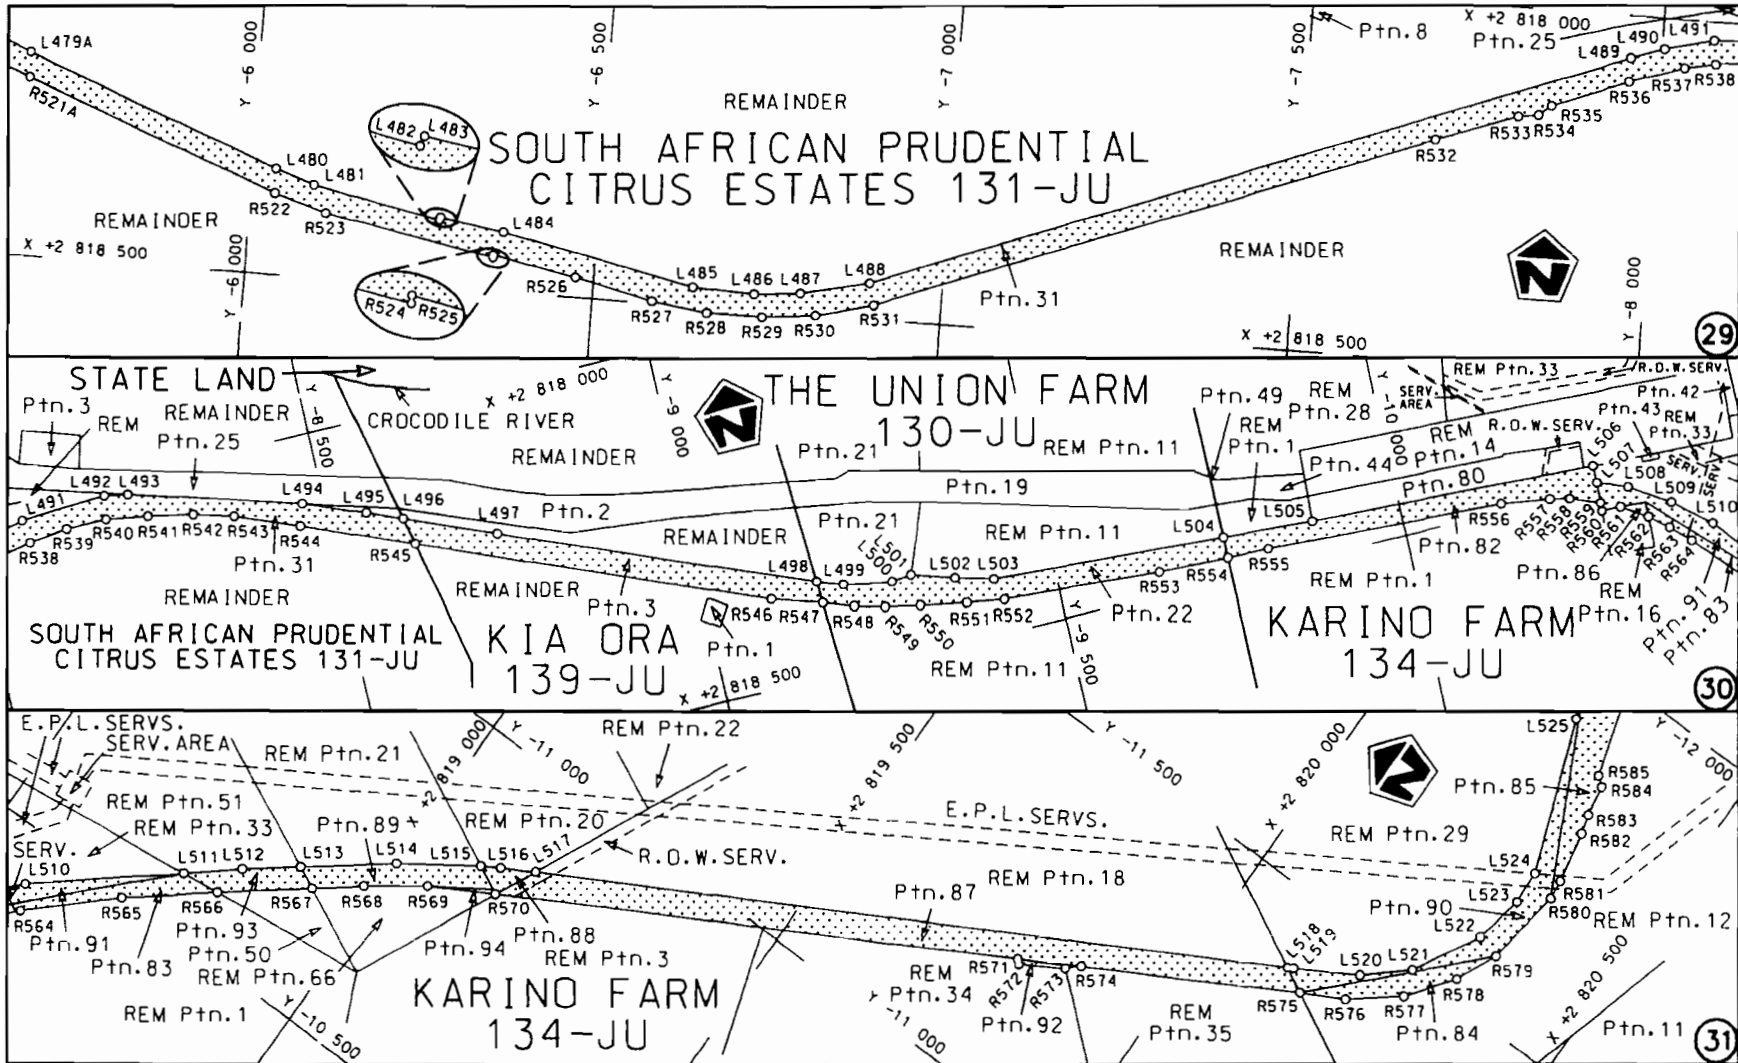 L479A
R521A
Y -6 000
Y -6 500
Y -7 000
Y -7 500
Ptn.8
X +2 818 000
Ptn.25
L489
L490
L491
R538
R537
R536
R535
R534
R533
R532
REMAINDER
L482
L483
SOUTH AFRICAN PRUDENTIAL
CITRUS ESTATES 131-JU
L480
L481
R522
R523
REMAINDER
X +2 818 500
Y -6 000
L484
R524
R525
R526
L485
L486
L487
L488
R527
R528
R529
R530
R531
Ptn.31
REMAINDER
N
Y -8 000
X +2 818 500
29
STATE LAND
Ptn.3
REM
REMAINDER
Ptn.25
Y -8 500
CROCODILE RIVER
X +2 818 000
REMAINDER
Y -9 000
N
THE UNION FARM
130-JU
Ptn.21
REM Ptn.11
Ptn.49
REM
Ptn.1
REM
Ptn.28
Y -10 000
SERV.
AREA
REM Ptn.33
R.O.W.SERV.
Ptn.42
Ptn.43
REM
Ptn.33
R.O.W.SERV.
REM
Ptn.14
Ptn.44
Ptn.80
L506
L507
L508
L509
L510
SERV.
SERV.
L491
L492
L493
L494
L495
L496
L497
Ptn.2
Ptn.19
Ptn.21
REMAINDER
REM Ptn.11
L498
L499
L500
L501
L502
L503
L504
L505
R538
R539
R540
R541
R542
R543
R544
R545
Ptn.31
REMAINDER
REMAINDER
Ptn.3
R546
R547
R548
R549
R550
R551
R552
R553
R554
R555
R556
R557
R558
R559
R560
R561
R562
R563
R564
Ptn.22
Ptn.82
REM Ptn.1
Ptn.86
REM
Ptn.16
Ptn.91
Ptn.83
SOUTH AFRICAN PRUDENTIAL
CITRUS ESTATES 131-JU
KIA ORA
139-JU
Ptn.1
X +2 818 500
REM Ptn.11
Y -9 500
KARINO FARM
134-JU
30
E.P.L.SERVS.
SERV.AREA
REM Ptn.21
REM Ptn.51
REM Ptn.33
SERV.
L510
+2 819 000
Y -11 000
REM Ptn.22
Ptn.89
REM Ptn.20
R.O.W.SERV.
L511
L512
L513
L514
L515
L516
L517
R564
R565
R566
R567
R568
R569
R570
Ptn.91
Ptn.83
Ptn.93
Ptn.50
REM Ptn.66
Ptn.94
Ptn.88
REM Ptn.3
REM Ptn.1
Y -10 500
KARINO FARM
134-JU
X +2 819 500
Y -11 500
E.P.L.SERVS.
REM Ptn.18
Ptn.87
REM
Ptn.34
R571
R572
R573
R574
Ptn.92
Y -11 000
REM
Ptn.35
X +2 820 000
N
L525
Y -12 000
Ptn.85
R585
R584
R583
R582
R581
R580
REM Ptn.29
L524
L523
L522
L521
L520
L519
L518
Ptn.90
REM Ptn.12
R575
R576
R577
R578
R579
Ptn.84
X +2 820 500
Ptn.11
31